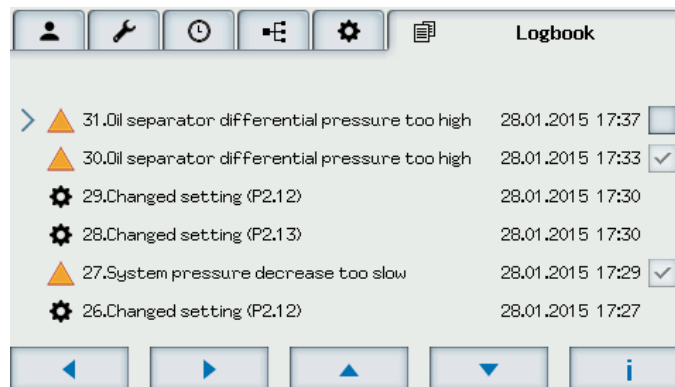 Logbook
31.Oil separator differential pressure too high 28.01.2015 17:37
30.Oil separator differential pressure too high 28.01.2015 17:33
29.Changed setting (P2.12) 28.01.2015 17:30
28.Changed setting (P2.13) 28.01.2015 17:30
27.System pressure decrease too slow 28.01.2015 17:29
26.Changed setting (P2.12) 28.01.2015 17:27
i